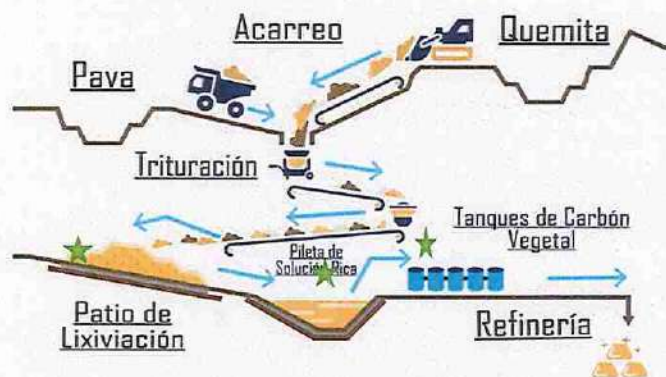 Acarreo
Quemita
Pava
Trituración
Tanques de Carbón
Vegetal
Pileta de
Solución Rica
Patio de
Lixiviación
Refinería